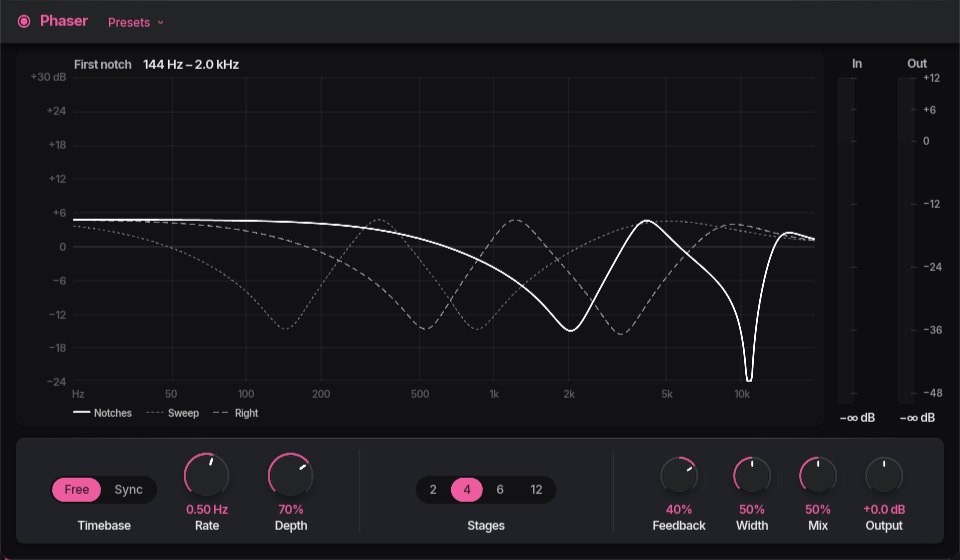 Phaser Presets
First notch 144 Hz – 2.0 kHz In Out
+30 dB +12
+24 +6
+18 0
+12
+6 −12
0
−6 −24
−12 −36
−18
−24 −48
Hz 50 100 200 500 1k 2k 5k 10k
Notches Sweep Right −∞ dB −∞ dB
Free Sync 2 4 6 12
0.50 Hz 70% 40% 50% 50% +0.0 dB
Timebase Rate Depth Stages Feedback Width Mix Output